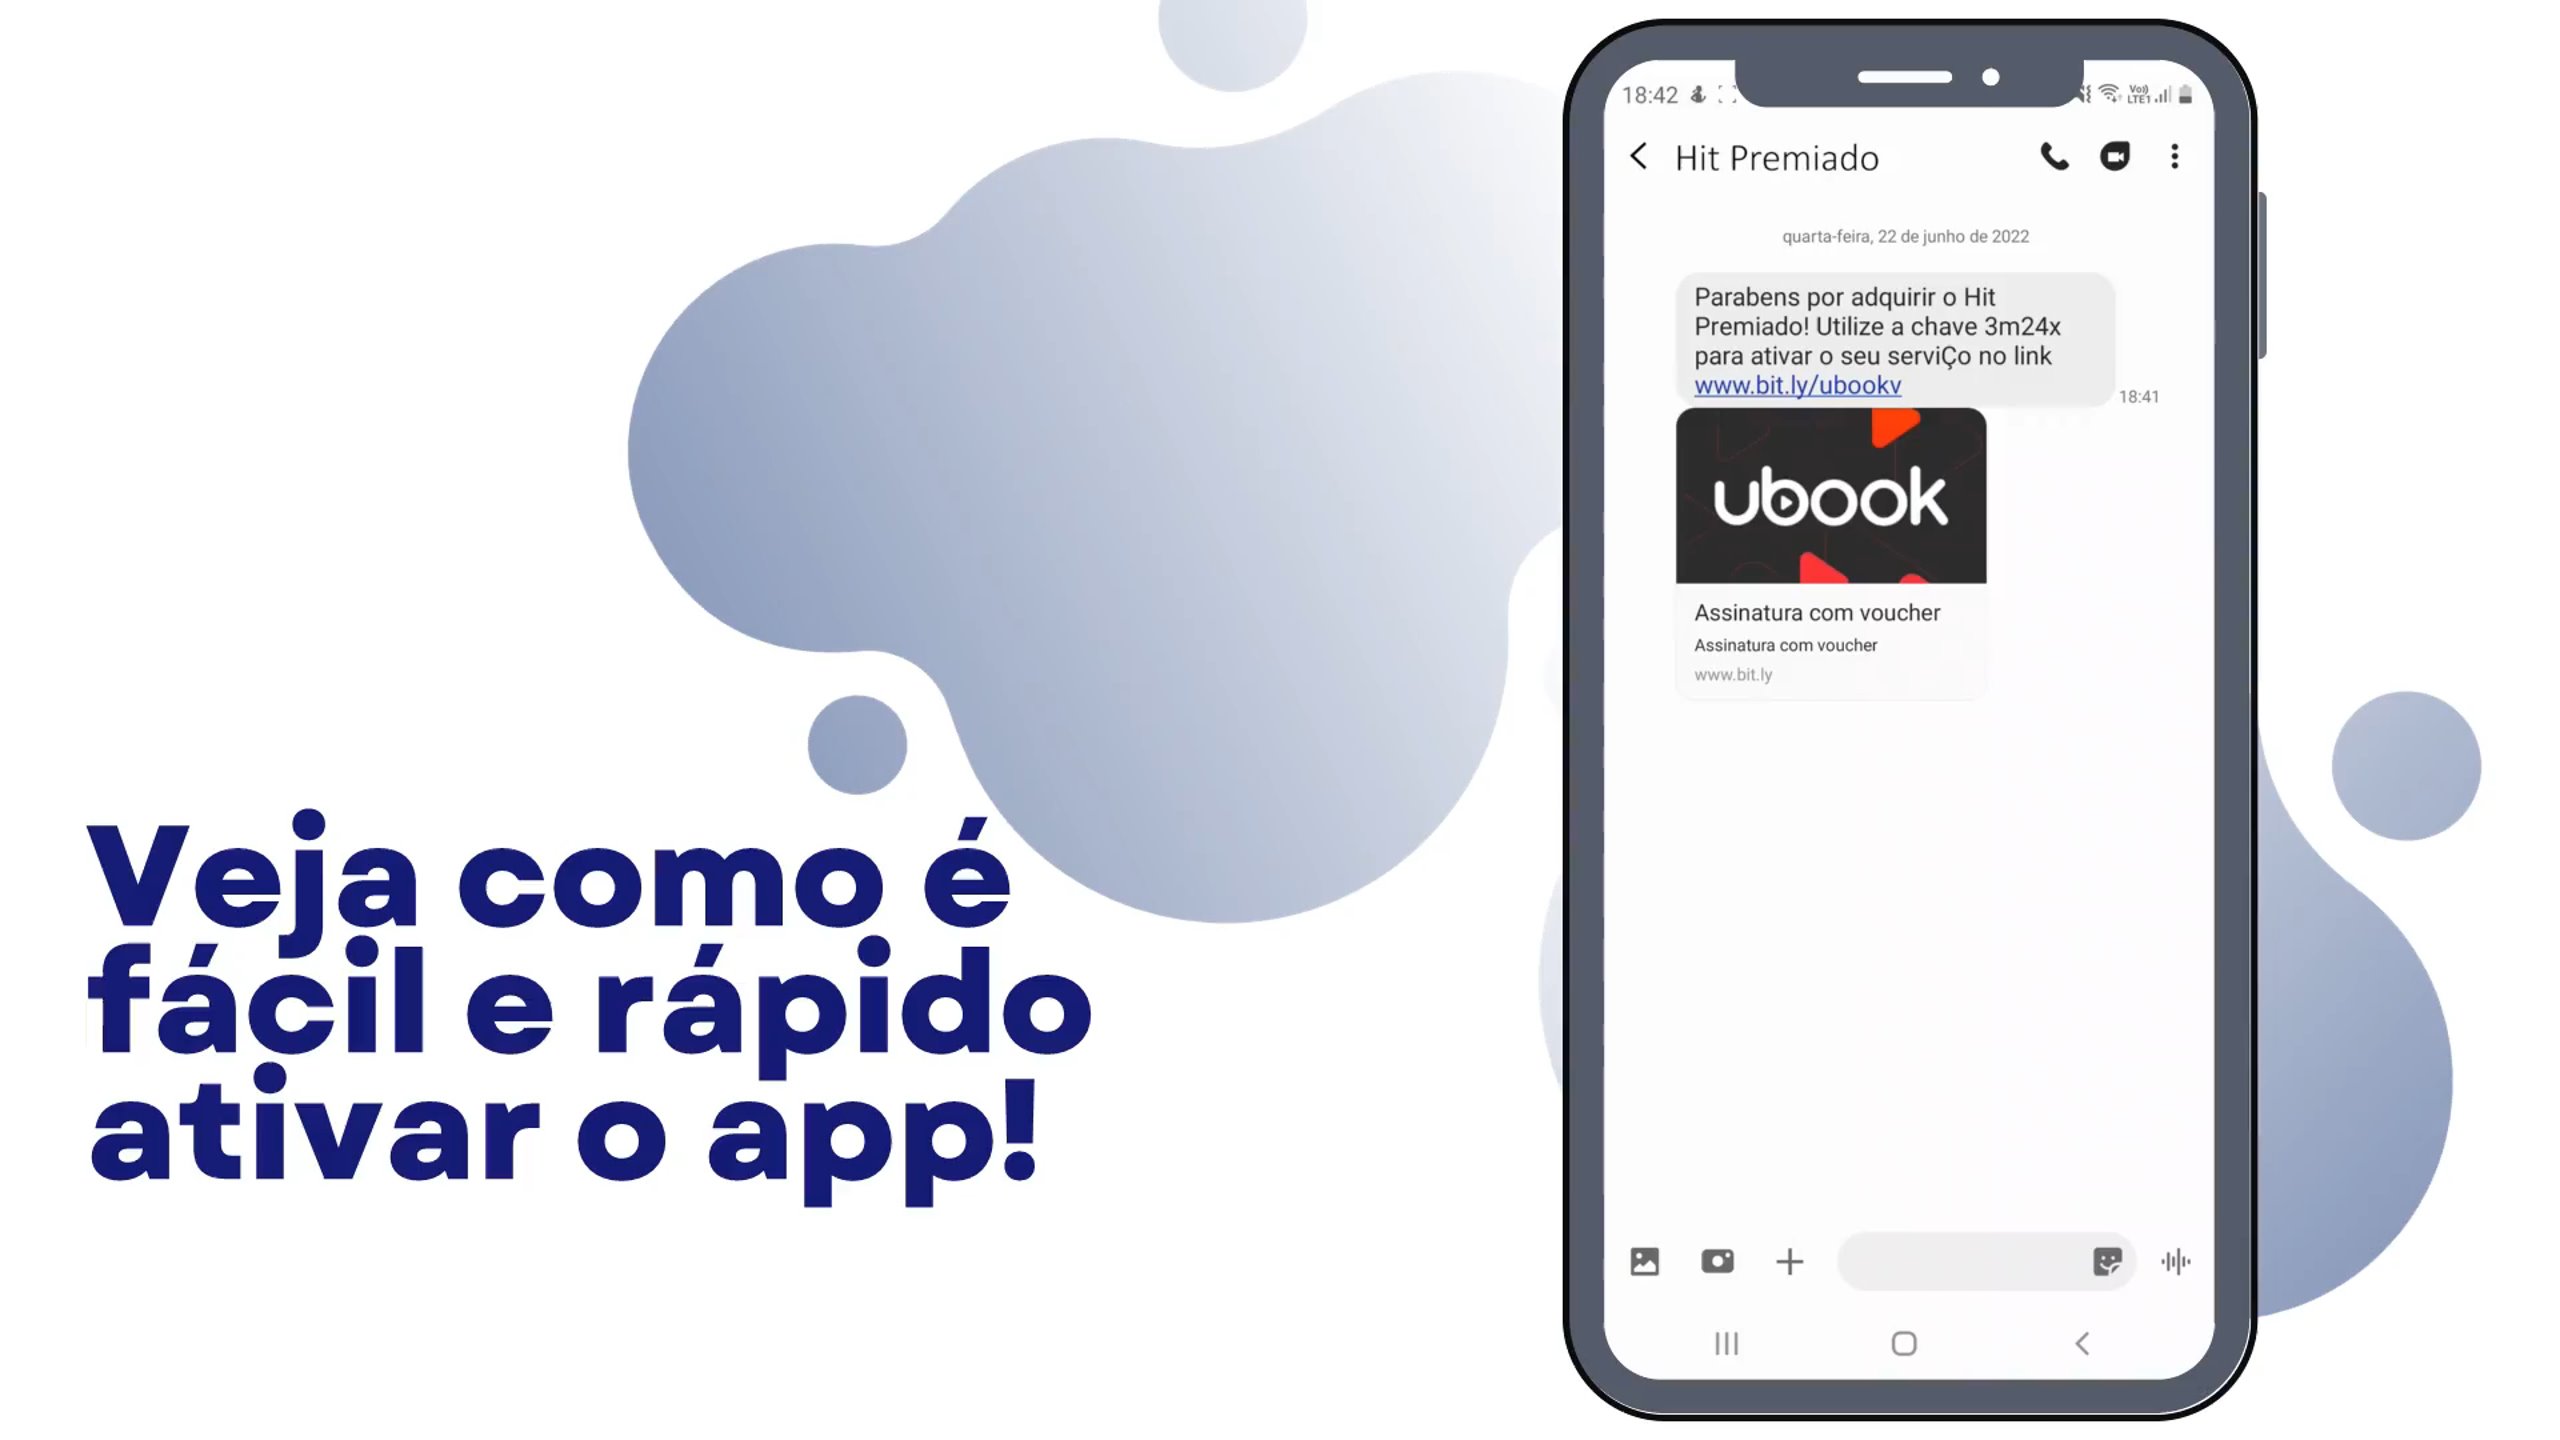 Veja como é
fácil e rápido
ativar o app!
18:42
Hit Premiado
quarta-feira, 22 de junho de 2022
Parabens por adquirir o Hit
Premiado! Utilize a chave 3m24x
para ativar o seu serviÇo no link
www.bit.ly/ubookv
18:41
ubook
Assinatura com voucher
Assinatura com voucher
www.bit.ly